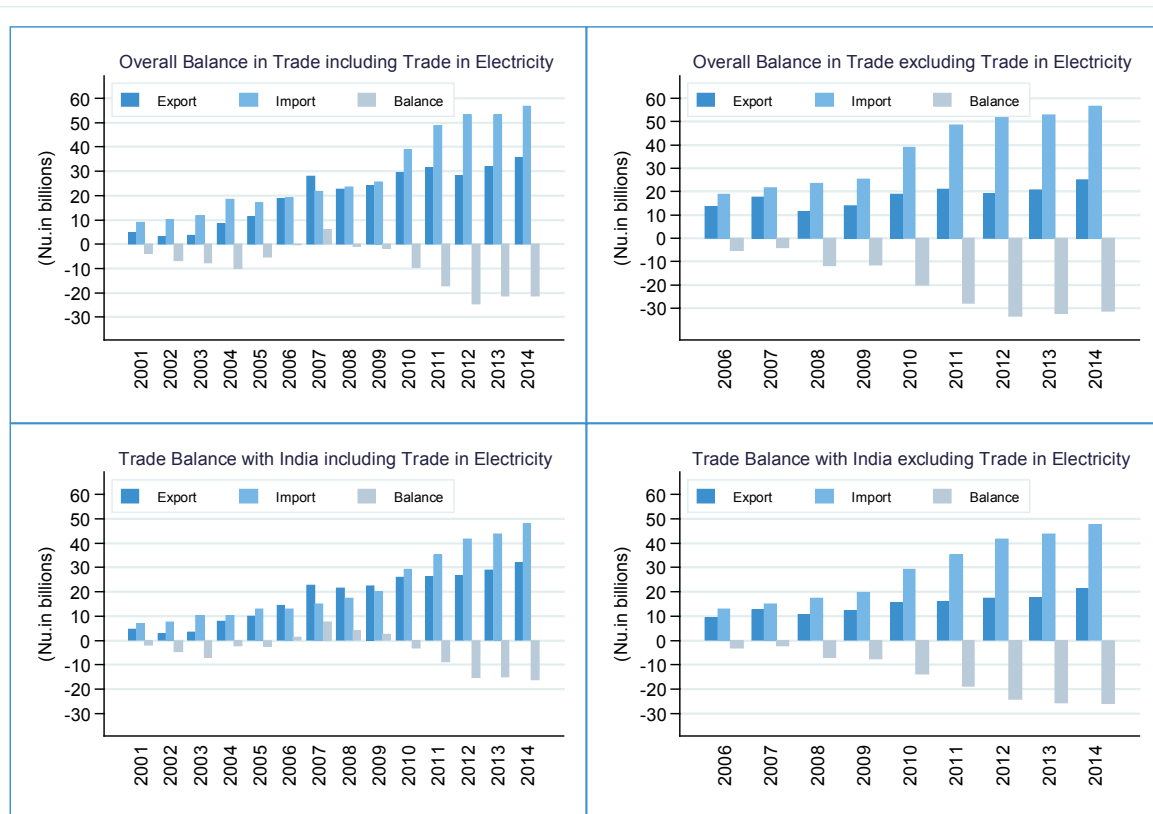 Overall Balance in Trade including Trade in Electricity
Export Import Balance
(Nu.in billions)
60
50
40
30
20
10
0
-10
-20
-30
2001 2002 2003 2004 2005 2006 2007 2008 2009 2010 2011 2012 2013 2014
Overall Balance in Trade excluding Trade in Electricity
Export Import Balance
(Nu.in billions)
60
50
40
30
20
10
0
-10
-20
-30
2006 2007 2008 2009 2010 2011 2012 2013 2014
Trade Balance with India including Trade in Electricity
Export Import Balance
(Nu.in billions)
60
50
40
30
20
10
0
-10
-20
-30
2001 2002 2003 2004 2005 2006 2007 2008 2009 2010 2011 2012 2013 2014
Trade Balance with India excluding Trade in Electricity
Export Import Balance
(Nu.in billions)
60
50
40
30
20
10
0
-10
-20
-30
2006 2007 2008 2009 2010 2011 2012 2013 2014